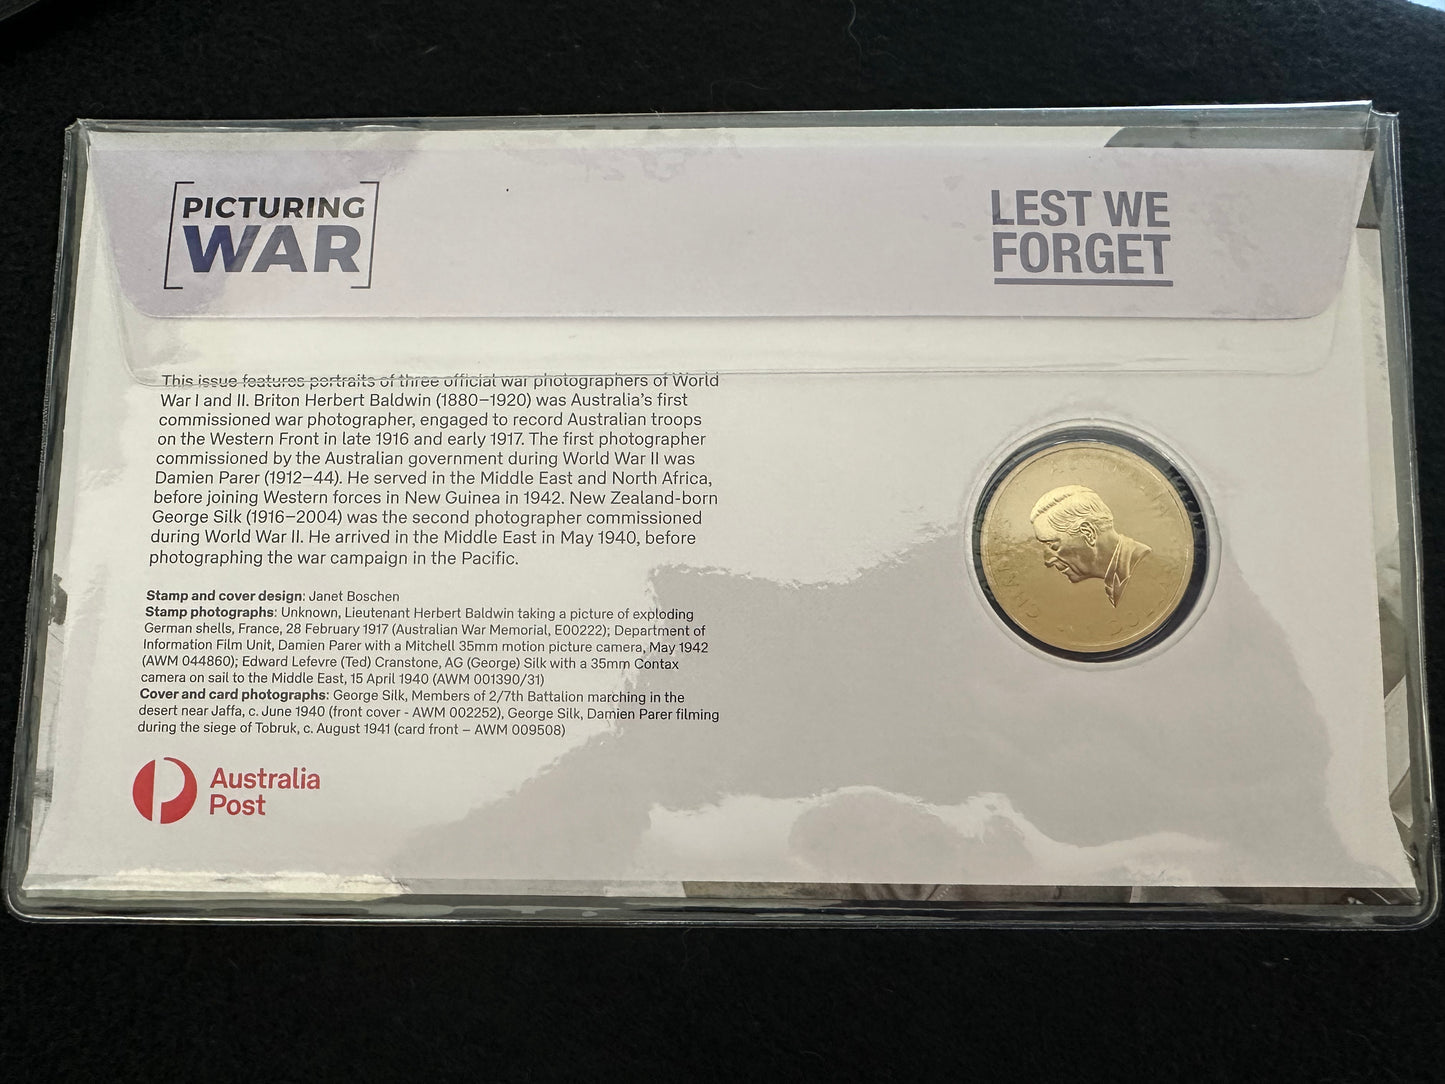 PICTURING
WAR
LEST WE
FORGET
This issue features portraits of three official war photographers of World
War I and II. Briton Herbert Baldwin (1880–1920) was Australia's first
commissioned war photographer, engaged to record Australian troops
on the Western Front in late 1916 and early 1917. The first photographer
commissioned by the Australian government during World War II was
Damien Parer (1912–44). He served in the Middle East and North Africa,
before joining Western forces in New Guinea in 1942. New Zealand-born
George Silk (1916–2004) was the second photographer commissioned
during World War II. He arrived in the Middle East in May 1940, before
photographing the war campaign in the Pacific.
Stamp and cover design: Janet Boschen
Stamp photographs: Unknown, Lieutenant Herbert Baldwin taking a picture of exploding
German shells, France, 28 February 1917 (Australian War Memorial, E00222); Department of
Information Film Unit, Damien Parer with a Mitchell 35mm motion picture camera, May 1942
(AWM 044860); Edward Lefevre (Ted) Cranstone, AG (George) Silk with a 35mm Contax
camera on sail to the Middle East, 15 April 1940 (AWM 001390/31)
Cover and card photographs: George Silk, Members of 2/7th Battalion marching in the
desert near Jaffa, c. June 1940 (front cover - AWM 002252), George Silk, Damien Parer filming
during the siege of Tobruk, c. August 1941 (card front – AWM 009508)
Australia
Post